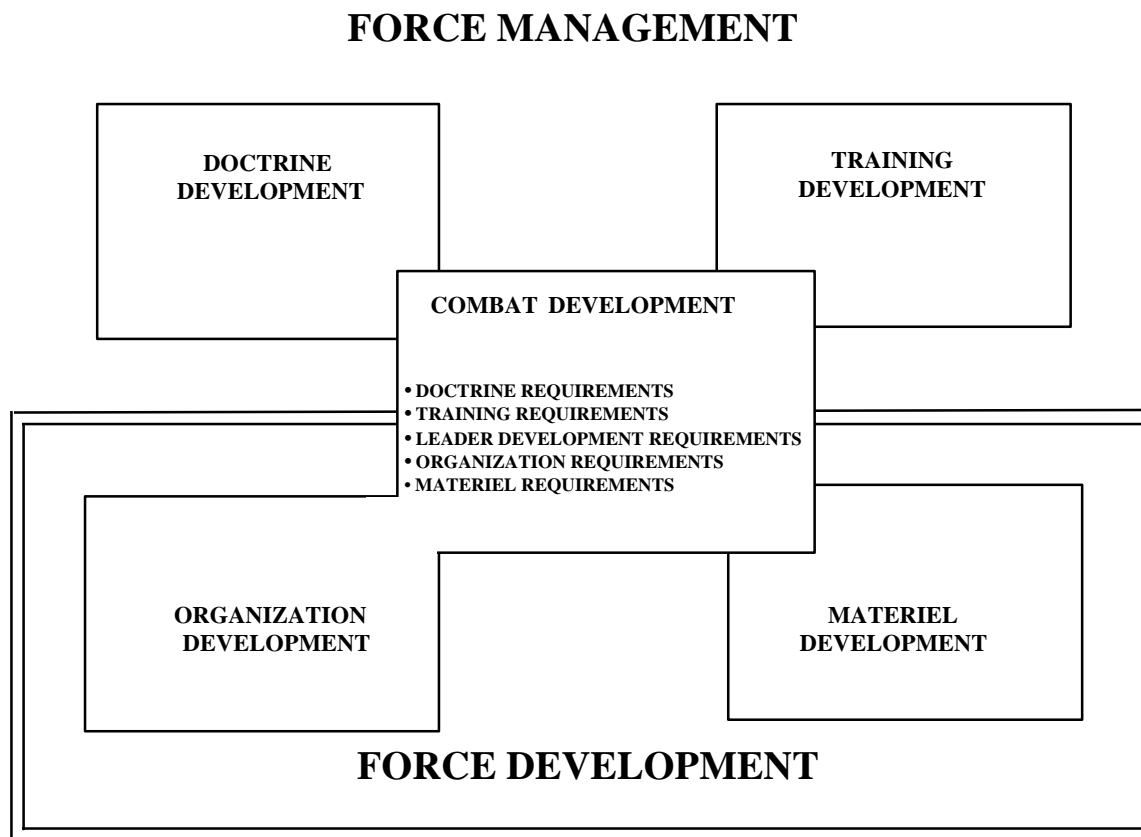 FORCE MANAGEMENT
DOCTRINE
DEVELOPMENT
TRAINING
DEVELOPMENT
COMBAT DEVELOPMENT
• DOCTRINE REQUIREMENTS
• TRAINING REQUIREMENTS
• LEADER DEVELOPMENT REQUIREMENTS
• ORGANIZATION REQUIREMENTS
• MATERIEL REQUIREMENTS
ORGANIZATION
DEVELOPMENT
MATERIEL
DEVELOPMENT
FORCE DEVELOPMENT